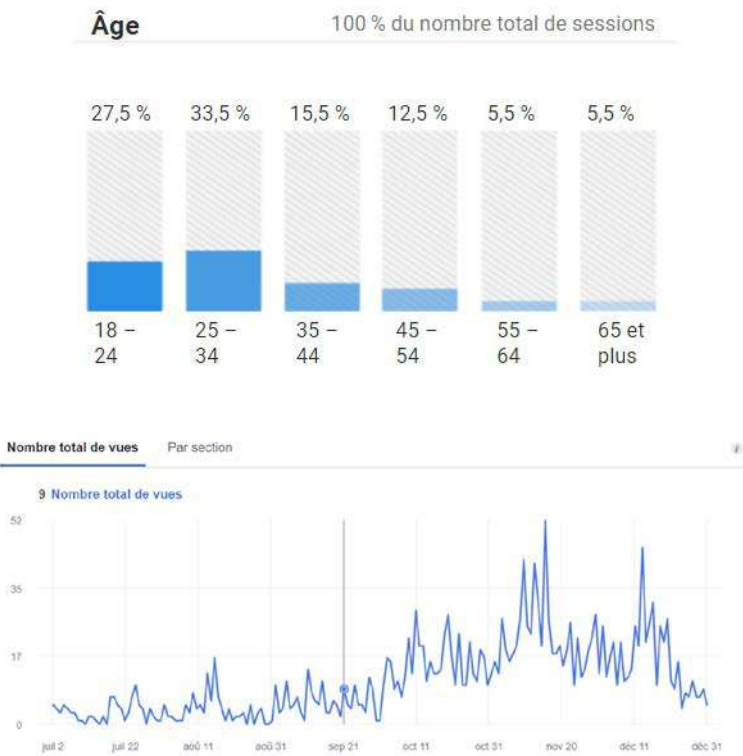 Âge
100 % du nombre total de sessions
27,5 % 33,5 % 15,5 % 12,5 % 5,5 % 5,5 %
18 – 25 – 35 – 45 – 55 – 65 et
24 34 44 54 64 plus
Nombre total de vues Par section
9 Nombre total de vues
52
35
17
0
juil 2 juil 22 aoû 11 aoû 31 sep 21 oct 11 oct 31 nov 20 déc 11 déc 31